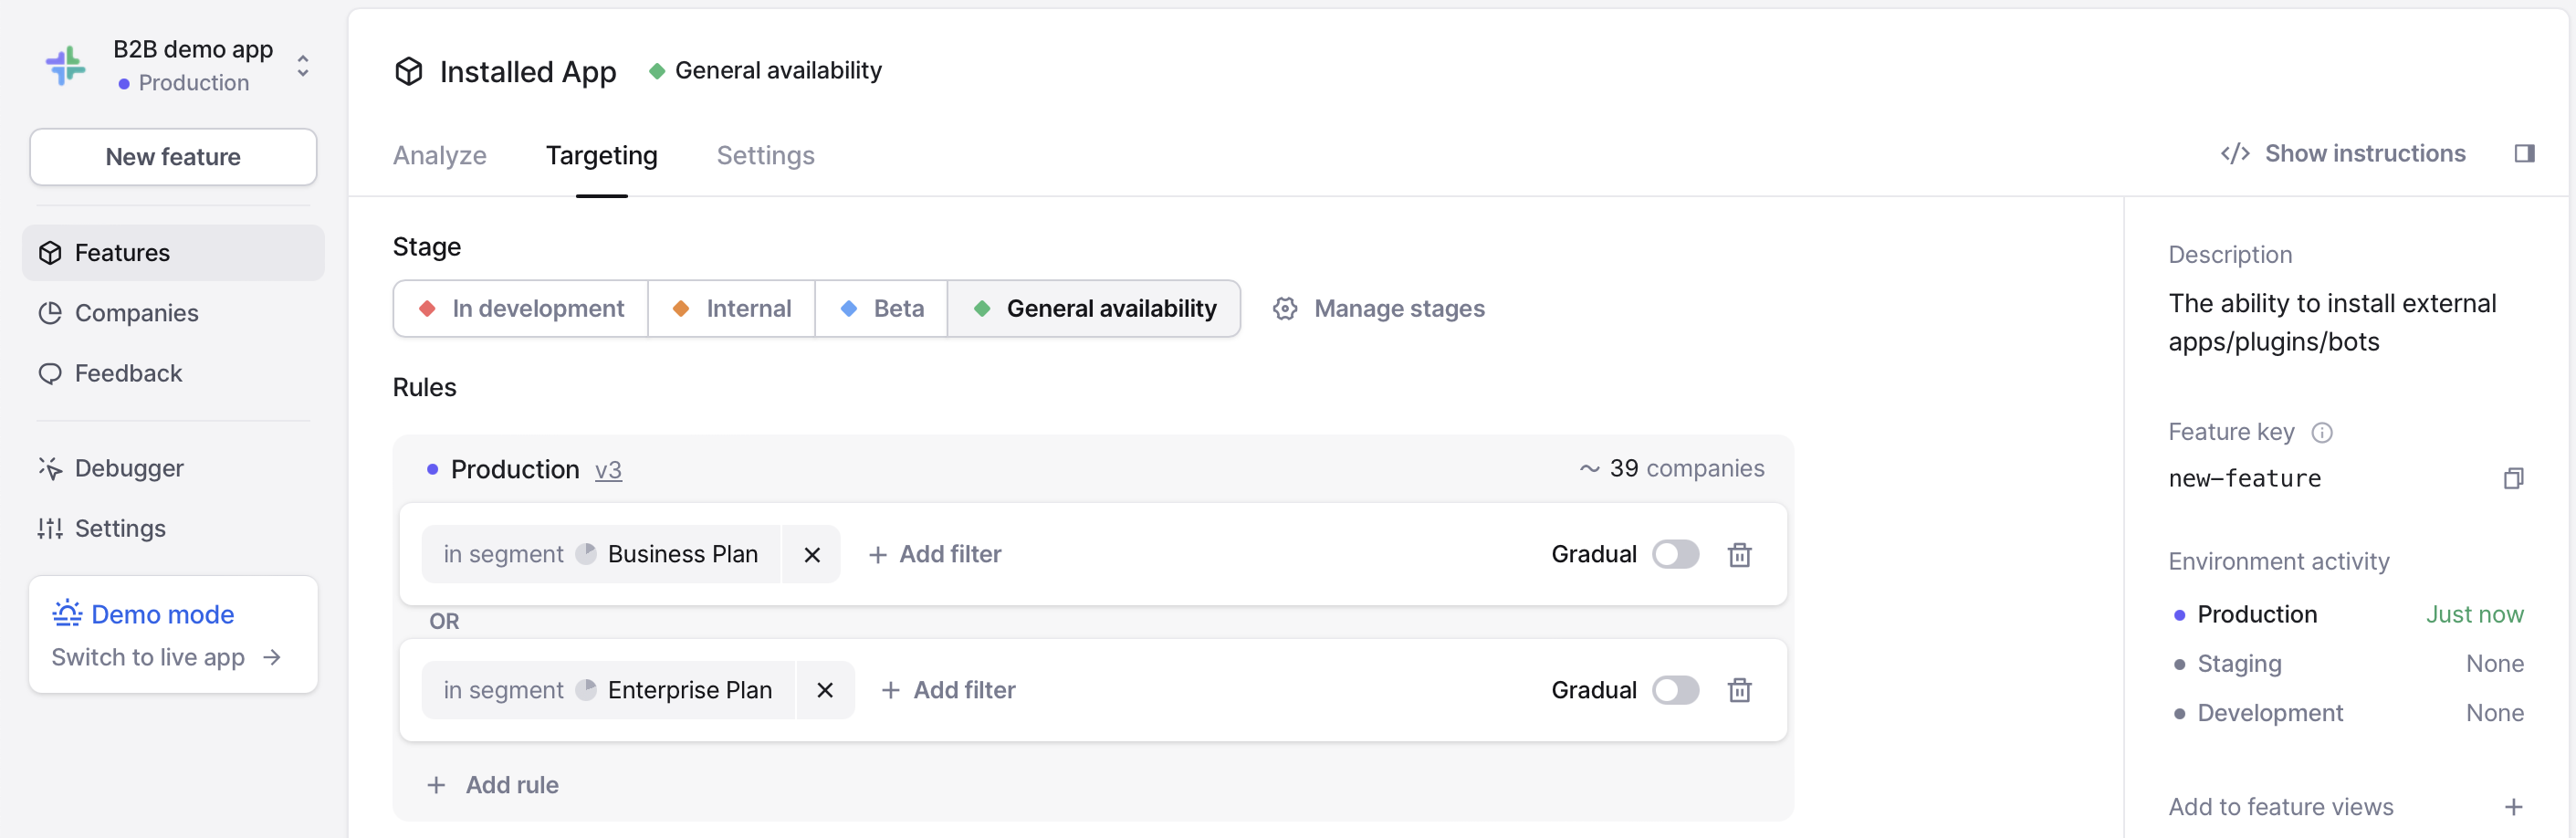 B2B demo app
Production
New feature
Features
Companies
Feedback
Debugger
Settings
Demo mode
Switch to live app →
Installed App General availability
Analyze Targeting Settings
</> Show instructions
Stage
In development Internal Beta General availability Manage stages
Rules
Production v3 ~ 39 companies
in segment Business Plan × + Add filter Gradual
OR
in segment Enterprise Plan × + Add filter Gradual
+ Add rule
Description
The ability to install external
apps/plugins/bots
Feature key
new-feature
Environment activity
Production Just now
Staging None
Development None
Add to feature views +